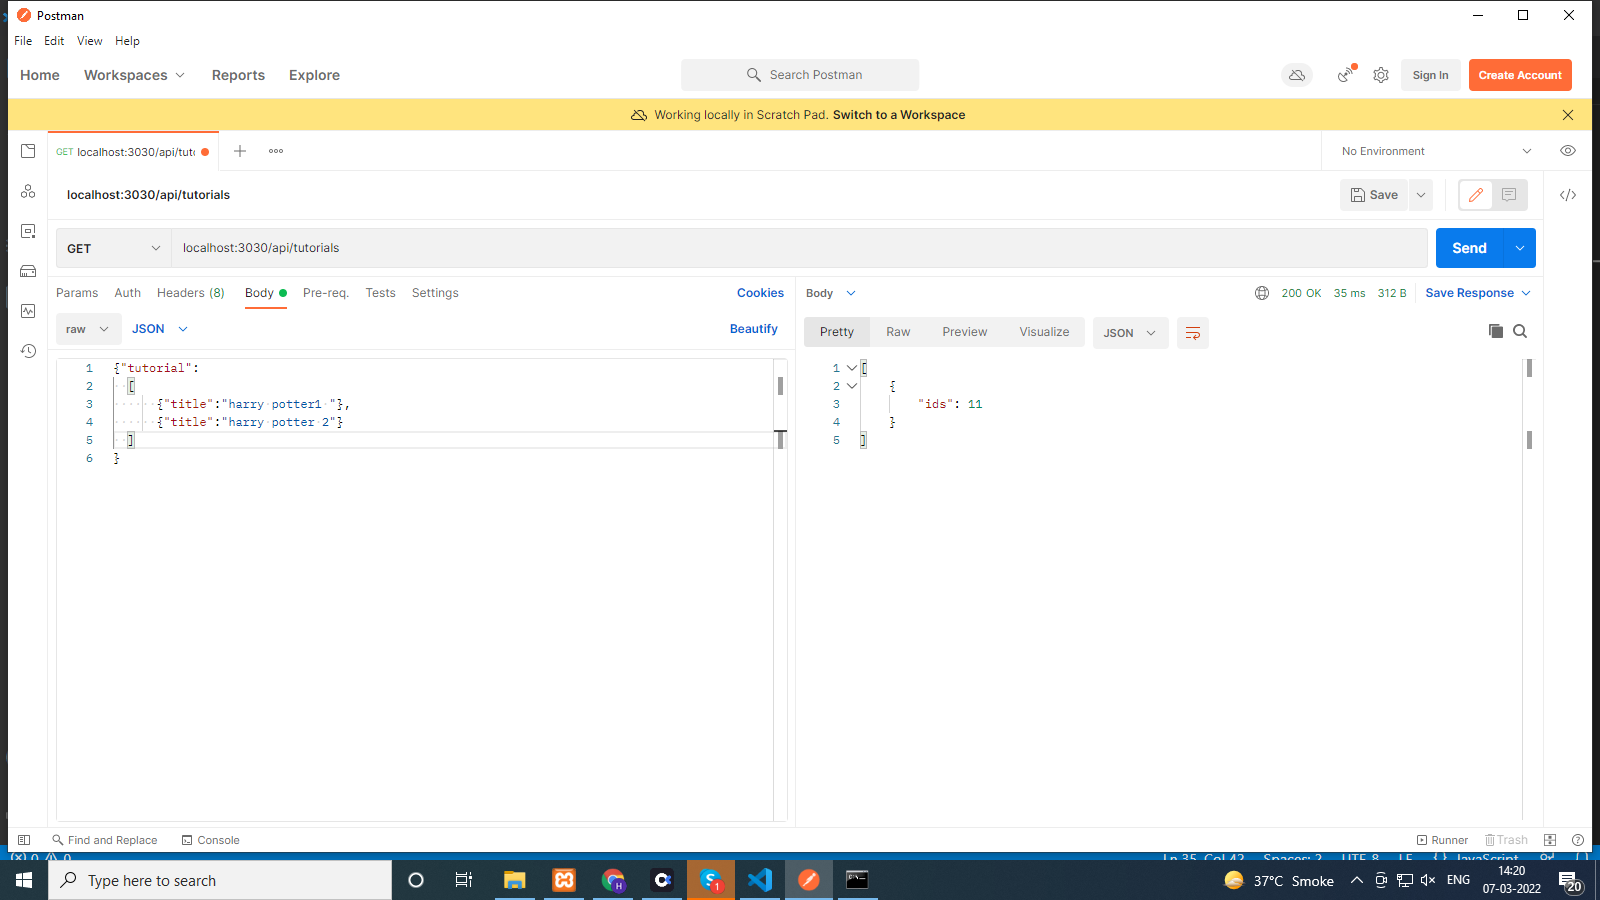 Postman
File Edit View Help
Home Workspaces Reports Explore
Search Postman
Sign In
Create Account
Working locally in Scratch Pad. Switch to a Workspace
GET localhost:3030/api/tut
No Environment
localhost:3030/api/tutorials
Save
GET
localhost:3030/api/tutorials
Send
Params Auth Headers (8) Body Pre-req. Tests Settings Cookies
raw JSON Beautify
1 {"tutorial":
2 [
3 {"title":"harry potter1 "},
4 {"title":"harry potter 2"}
5 ]
6 }
Body 200 OK 35 ms 312 B Save Response
Pretty Raw Preview Visualize JSON
1 [
2 {
3 "ids": 11
4 }
5 ]
Find and Replace Console
Runner Trash
0 0 Ln 35, Col 42 Spaces: 2 UTF-8 LF {} JavaScript
Type here to search
H
1
37°C Smoke
ENG
14:20
07-03-2022
20